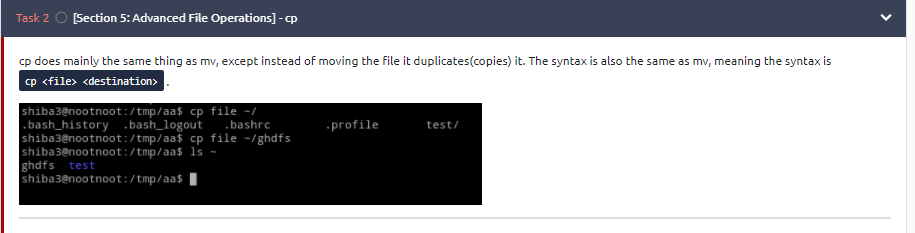 Task 2 [Section 5: Advanced File Operations] - cp
cp does mainly the same thing as mv, except instead of moving the file it duplicates(copies) it. The syntax is also the same as mv, meaning the syntax is
cp <file> <destination> .
shiba3@nootnoot:/tmp/aa$ cp file ~/
.bash_history .bash_logout .bashrc .profile test/
shiba3@nootnoot:/tmp/aa$ cp file ~/ghdfs
shiba3@nootnoot:/tmp/aa$ ls ~
ghdfs test
shiba3@nootnoot:/tmp/aa$